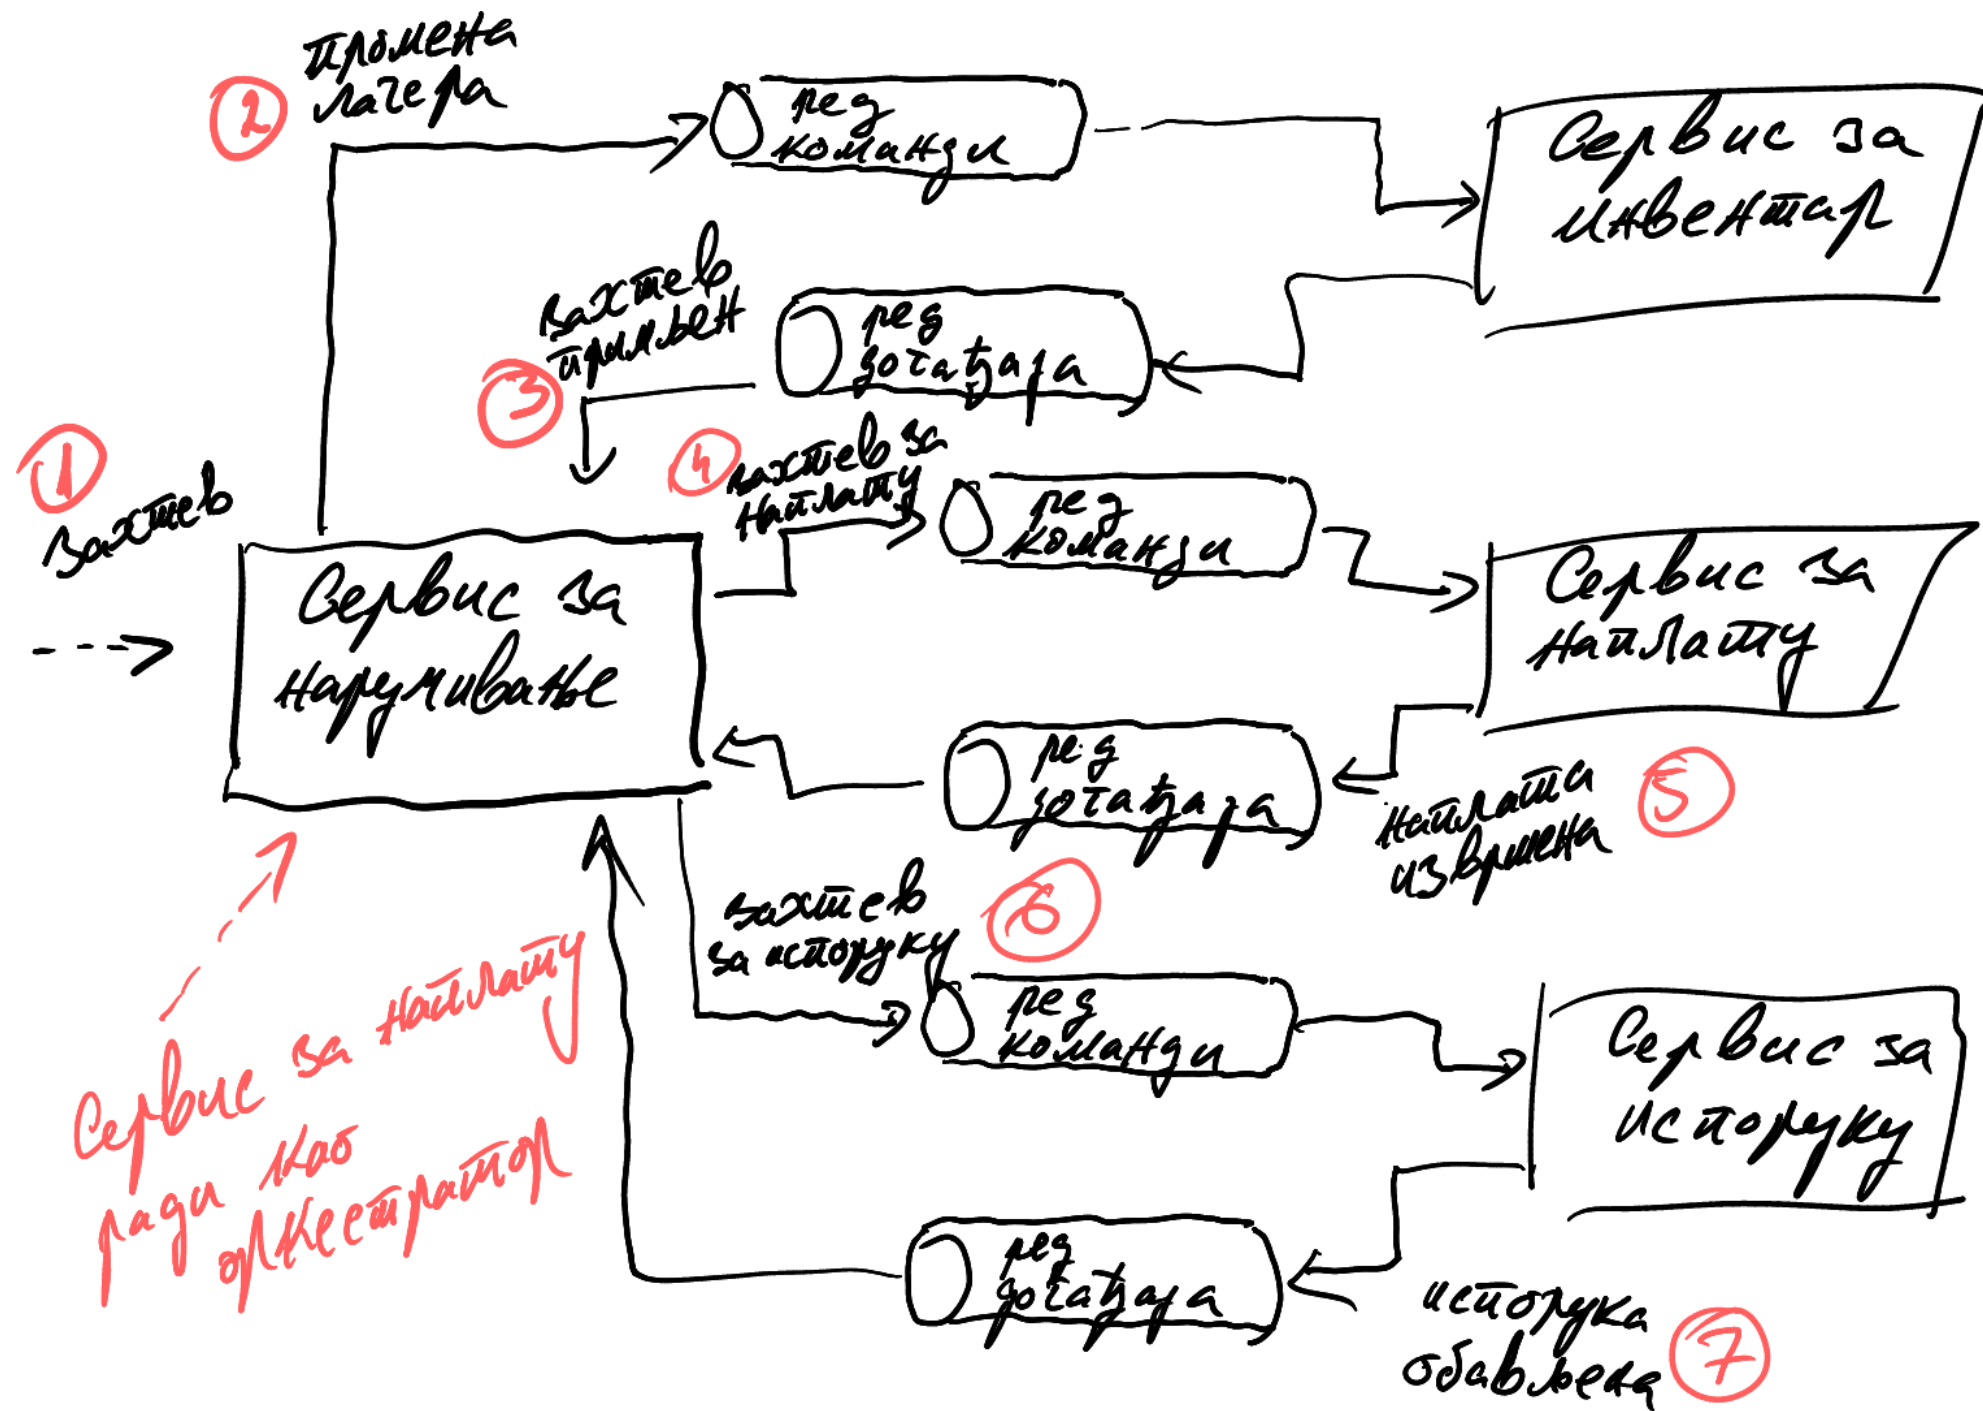 2
промена
лагера
ред
команди
Сервис за
инвентар
захтев
примљен
3
ред
догађаја
1
захтев
4
захтев за
наплату
ред
команди
Сервис за
наплату
Сервис за
наручивање
ред
догађаја
наплата
извршена
5
захтев
за испоруку
6
ред
команди
Сервис за
испоруку
Сервис за наплату
ради као
оркестратор
ред
догађаја
испорука
обављена
7